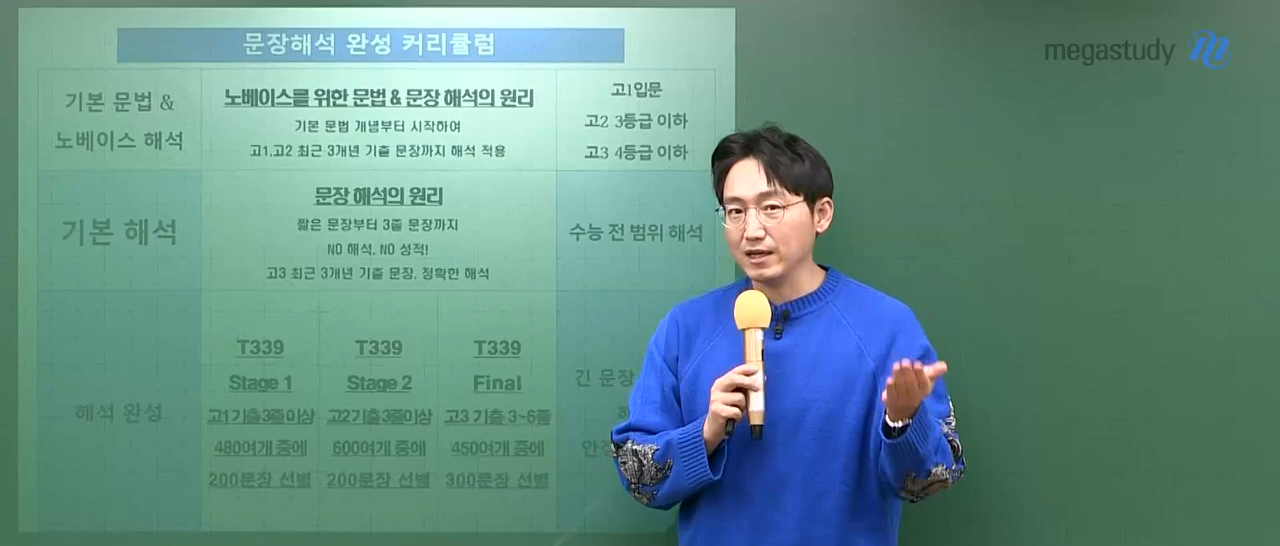 문장해석 완성 커리큘럼
megastudy
기본 문법 &
노베이스 해석
노베이스를 위한 문법 & 문장 해석의 원리
기본 문법 개념부터 시작하여
고1,고2 최근 3개년 기출 문장까지 해석 적용
고1입문
고2 3등급 이하
고3 4등급 이하
기본 해석
문장 해석의 원리
짧은 문장부터 3줄 문장까지
NO 해석, NO 성적!
고3 최근 3개년 기출 문장, 정확한 해석
수능 전 범위 해석
해석 완성
T339
Stage 1
고1기출3줄이상
480여개 중에
200문장 선별
T339
Stage 2
고2기출3줄이상
600여개 중에
200문장 선별
T339
Final
고3 기출 3~6줄
450여개 중에
300문장 선별
긴 문장